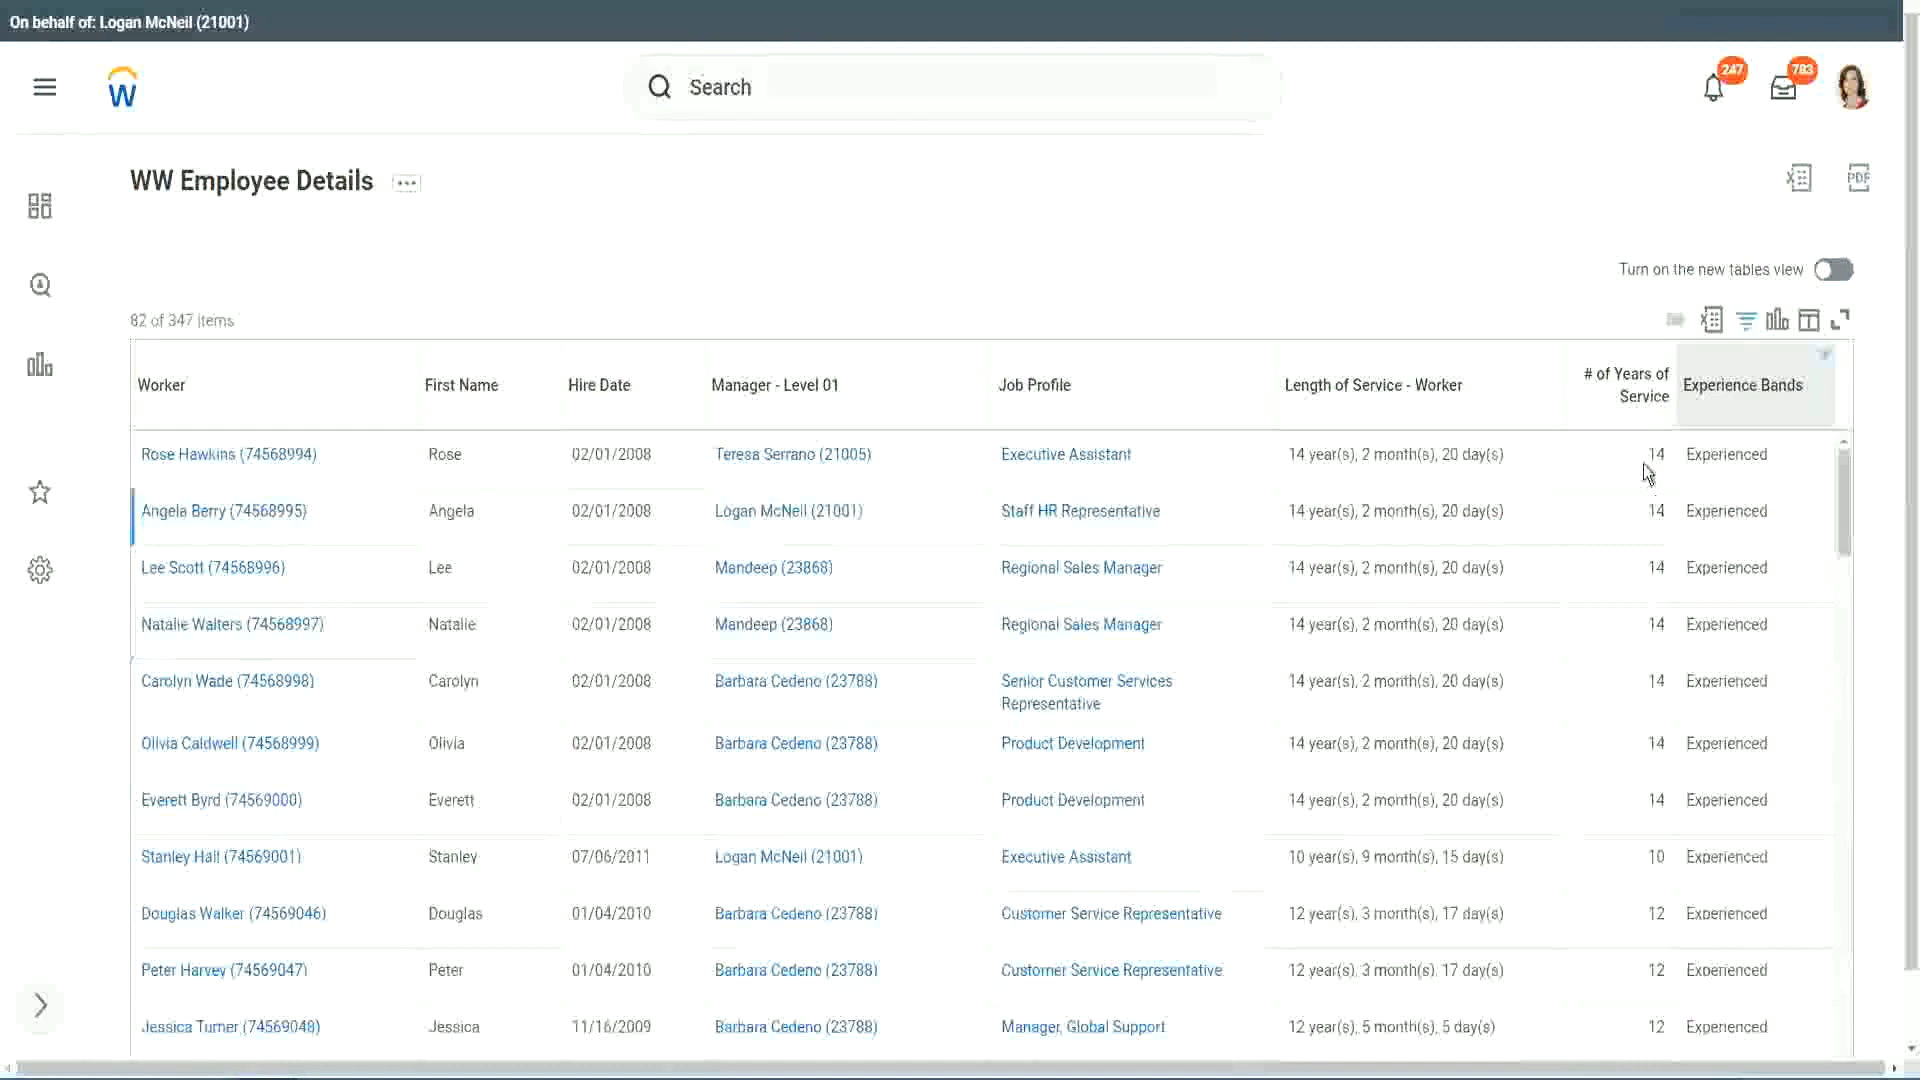 On behalf of: Logan McNeil (21001)
Search
247
783
WW Employee Details
PDF
Turn on the new tables view
82 of 347 items
Worker First Name Hire Date Manager - Level 01 Job Profile Length of Service - Worker # of Years of Service Experience Bands
Rose Hawkins (74568994) Rose 02/01/2008 Teresa Serrano (21005) Executive Assistant 14 year(s), 2 month(s), 20 day(s) 14 Experienced
Angela Berry (74568995) Angela 02/01/2008 Logan McNeil (21001) Staff HR Representative 14 year(s), 2 month(s), 20 day(s) 14 Experienced
Lee Scott (74568996) Lee 02/01/2008 Mandeep (23868) Regional Sales Manager 14 year(s), 2 month(s), 20 day(s) 14 Experienced
Natalie Walters (74568997) Natalie 02/01/2008 Mandeep (23868) Regional Sales Manager 14 year(s), 2 month(s), 20 day(s) 14 Experienced
Carolyn Wade (74568998) Carolyn 02/01/2008 Barbara Cedeno (23788) Senior Customer Services Representative 14 year(s), 2 month(s), 20 day(s) 14 Experienced
Olivia Caldwell (74568999) Olivia 02/01/2008 Barbara Cedeno (23788) Product Development 14 year(s), 2 month(s), 20 day(s) 14 Experienced
Everett Byrd (74569000) Everett 02/01/2008 Barbara Cedeno (23788) Product Development 14 year(s), 2 month(s), 20 day(s) 14 Experienced
Stanley Hall (74569001) Stanley 07/06/2011 Logan McNeil (21001) Executive Assistant 10 year(s), 9 month(s), 15 day(s) 10 Experienced
Douglas Walker (74569046) Douglas 01/04/2010 Barbara Cedeno (23788) Customer Service Representative 12 year(s), 3 month(s), 17 day(s) 12 Experienced
Peter Harvey (74569047) Peter 01/04/2010 Barbara Cedeno (23788) Customer Service Representative 12 year(s), 3 month(s), 17 day(s) 12 Experienced
Jessica Turner (74569048) Jessica 11/16/2009 Barbara Cedeno (23788) Manager, Global Support 12 year(s), 5 month(s), 5 day(s) 12 Experienced